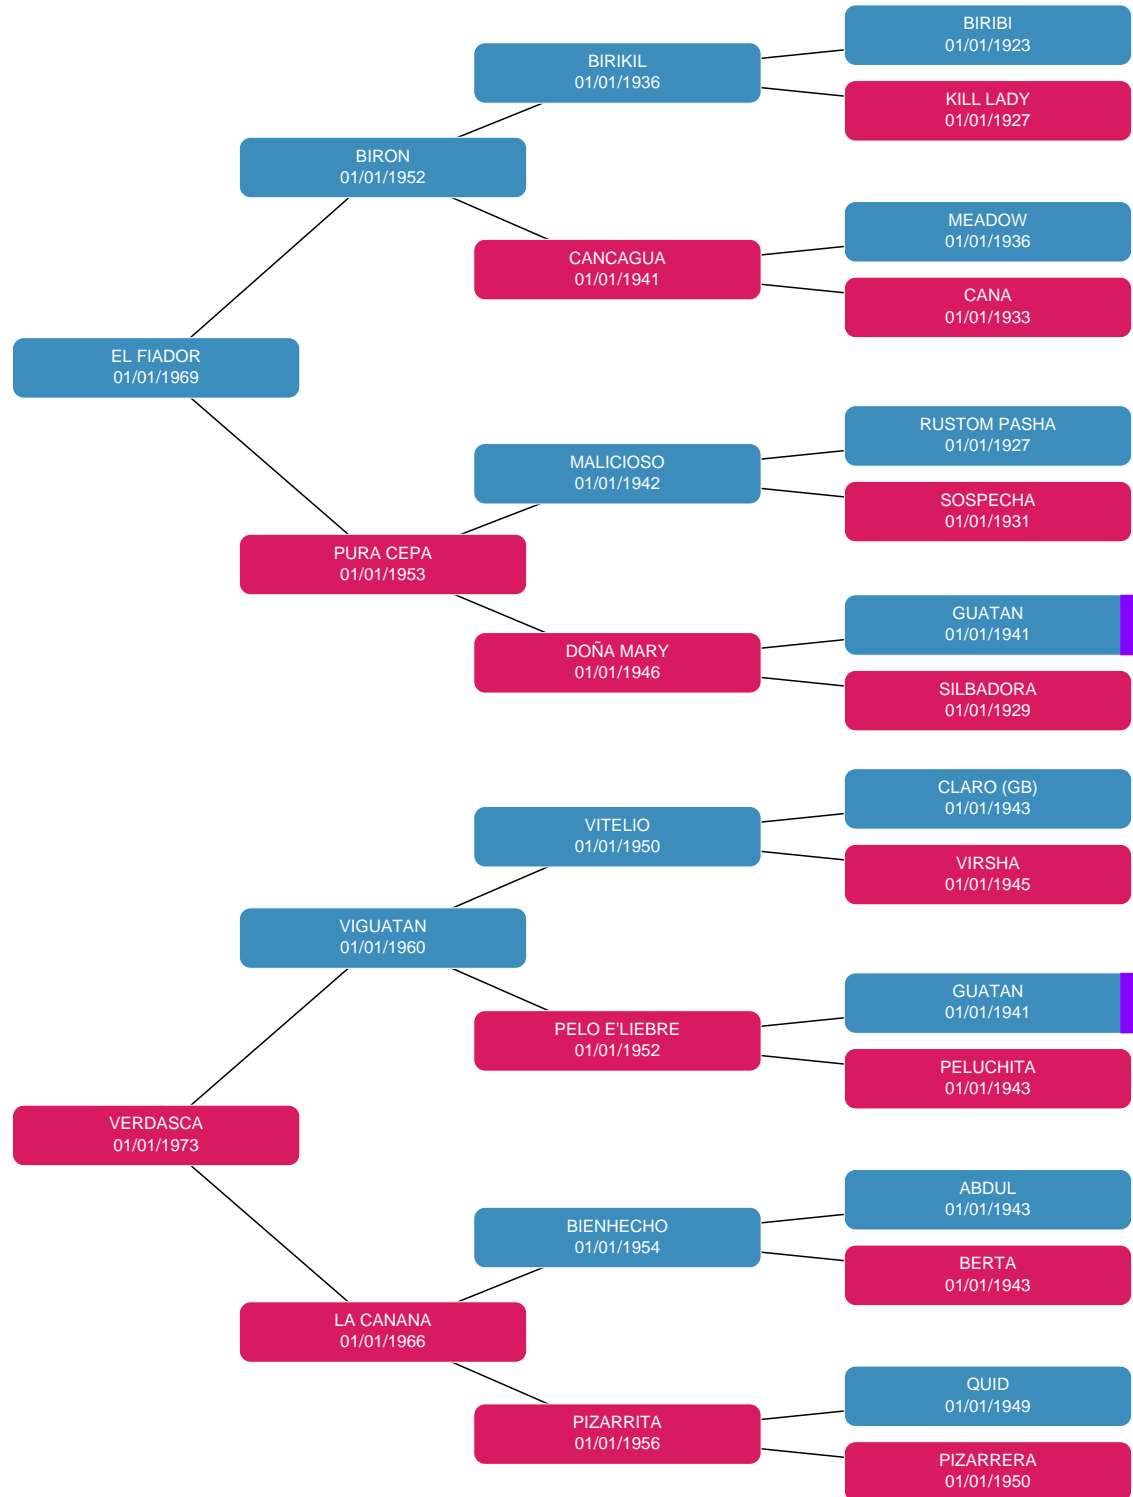 BIRIBI
01/01/1923
BIRIKIL
01/01/1936
KILL LADY
01/01/1927
BIRON
01/01/1952
MEADOW
01/01/1936
CANCAGUA
01/01/1941
CANA
01/01/1933
EL FIADOR
01/01/1969
RUSTOM PASHA
01/01/1927
MALICIOSO
01/01/1942
SOSPECHA
01/01/1931
PURA CEPA
01/01/1953
GUATAN
01/01/1941
DOÑA MARY
01/01/1946
SILBADORA
01/01/1929
CLARO (GB)
01/01/1943
VITELIO
01/01/1950
VIRSHA
01/01/1945
VIGUATAN
01/01/1960
GUATAN
01/01/1941
PELO E'LIEBRE
01/01/1952
PELUCHITA
01/01/1943
VERDASCA
01/01/1973
ABDUL
01/01/1943
BIENHECHO
01/01/1954
BERTA
01/01/1943
LA CANANA
01/01/1966
QUID
01/01/1949
PIZARRITA
01/01/1956
PIZARRERA
01/01/1950